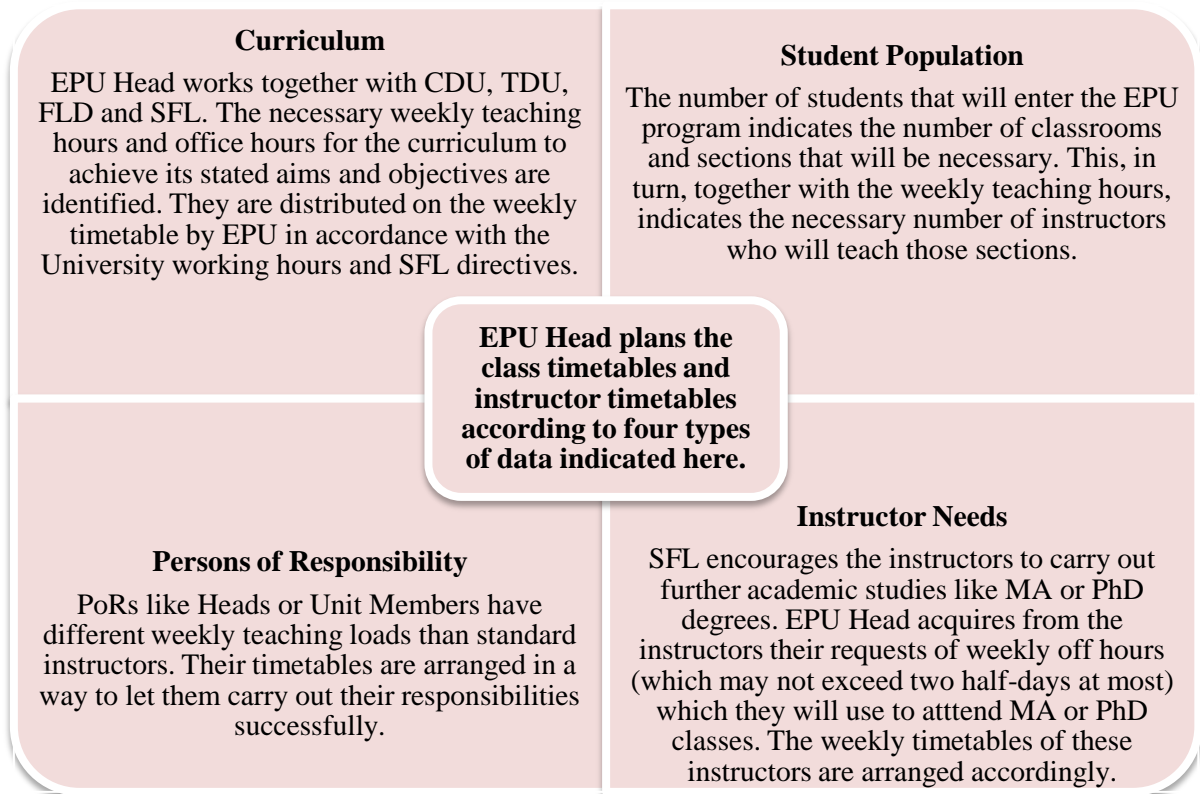 Curriculum
EPU Head works together with CDU, TDU,
FLD and SFL. The necessary weekly teaching
hours and office hours for the curriculum to
achieve its stated aims and objectives are
identified. They are distributed on the weekly
timetable by EPU in accordance with the
University working hours and SFL directives.
Student Population
The number of students that will enter the EPU
program indicates the number of classrooms
and sections that will be necessary. This, in
turn, together with the weekly teaching hours,
indicates the necessary number of instructors
who will teach those sections.
EPU Head plans the
class timetables and
instructor timetables
according to four types
of data indicated here.
Persons of Responsibility
PoRs like Heads or Unit Members have
different weekly teaching loads than standard
instructors. Their timetables are arranged in a
way to let them carry out their responsibilities
successfully.
Instructor Needs
SFL encourages the instructors to carry out
further academic studies like MA or PhD
degrees. EPU Head acquires from the
instructors their requests of weekly off hours
(which may not exceed two half-days at most)
which they will use to atttend MA or PhD
classes. The weekly timetables of these
instructors are arranged accordingly.